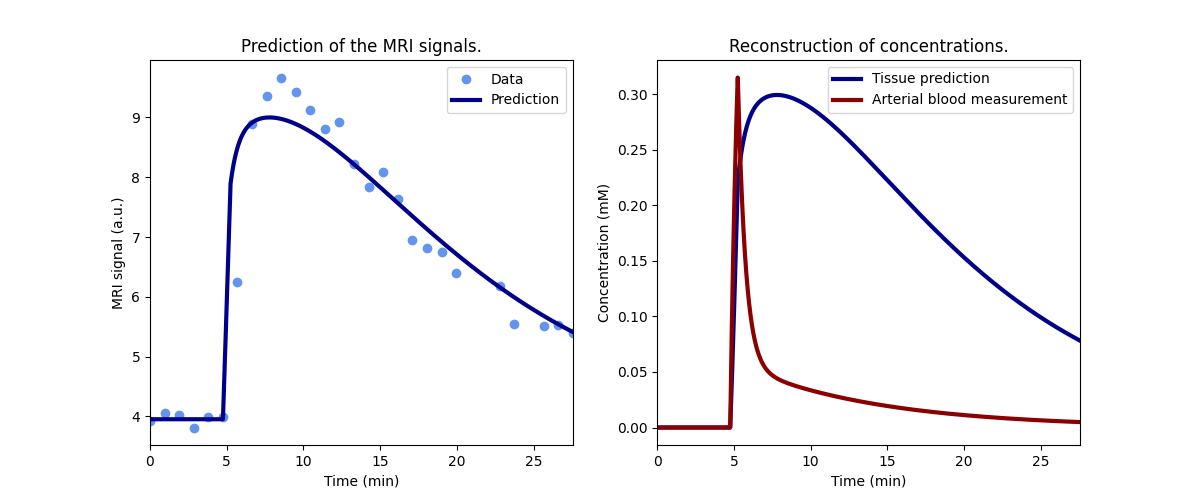 Prediction of the MRI signals.
MRI signal (a.u.)
9
8
7
6
5
4
Data
Prediction
0
5
10
15
20
25
Time (min)
Reconstruction of concentrations.
Concentration (mM)
0.30
0.25
0.20
0.15
0.10
0.05
0.00
Tissue prediction
Arterial blood measurement
0
5
10
15
20
25
Time (min)